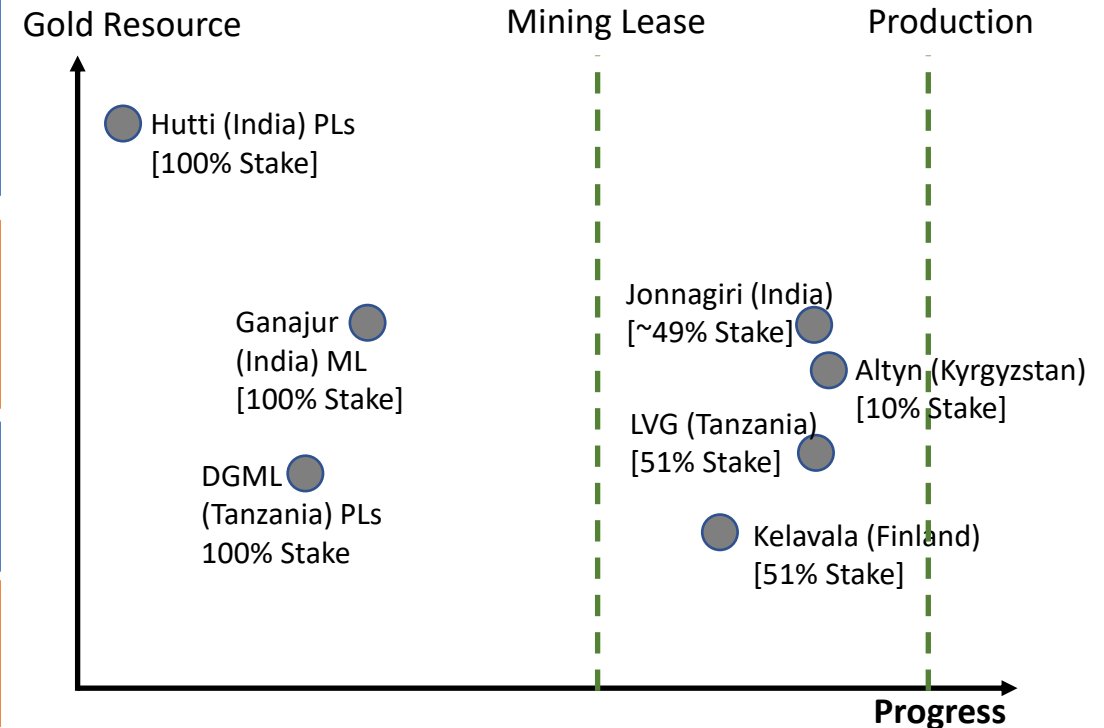 Gold Resource
Mining Lease
Production
Hutti (India) PLs
[100% Stake]
Ganajur
(India) ML
[100% Stake]
Jonnagiri (India)
[~49% Stake]
Altyn (Kyrgyzstan)
[10% Stake]
LVG (Tanzania)
[51% Stake]
DGML
(Tanzania) PLs
100% Stake
Kelavala (Finland)
[51% Stake]
Progress